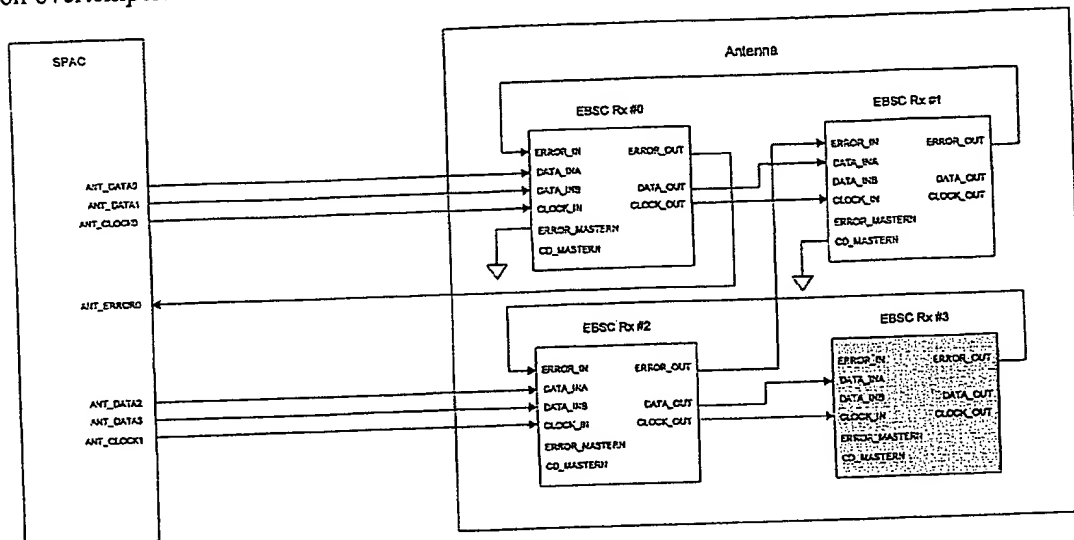 SPAC
Antenna
EBSC Rx #0
EBSC Rx #1
ERROR_IN ERROR_OUT
DATA_INA
DATA_INB DATA_OUT
CLOCK_IN CLOCK_OUT
ERROR_MASTERN
CD_MASTERN
ERROR_IN ERROR_OUT
DATA_INA
DATA_INB DATA_OUT
CLOCK_IN CLOCK_OUT
ERROR_MASTERN
CD_MASTERN
ANT_DATA0
ANT_DATA1
ANT_CLOCK0
ANT_ERROR0
EBSC Rx #2
EBSC Rx #3
ERROR_IN ERROR_OUT
DATA_INA
DATA_INB DATA_OUT
CLOCK_IN CLOCK_OUT
ERROR_MASTERN
CD_MASTERN
ERROR_IN ERROR_OUT
DATA_INA
DATA_INB DATA_OUT
CLOCK_IN CLOCK_OUT
ERROR_MASTERN
CD_MASTERN
ANT_DATA2
ANT_DATA3
ANT_CLOCK1